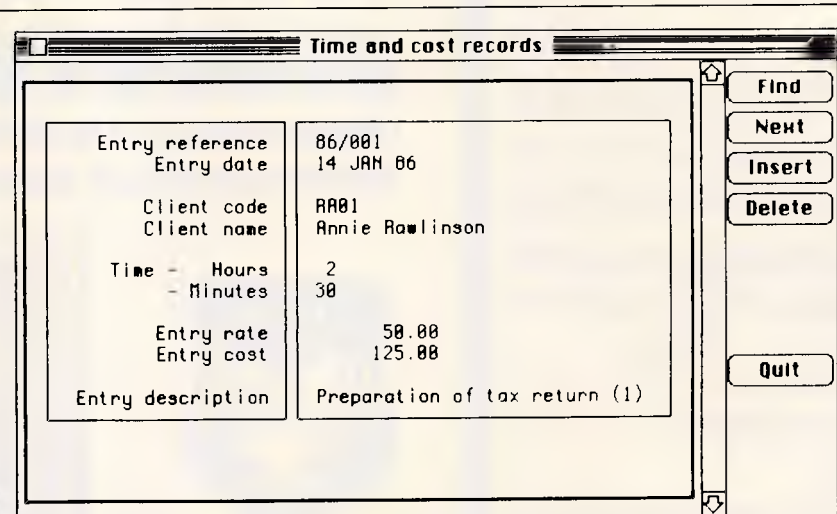 Time and cost records
Find
Next
Insert
Delete
Quit
Entry reference 86/001
Entry date 14 JAN 86
Client code RA01
Client name Annie Rawlinson
Time - Hours 2
- Minutes 30
Entry rate 50.00
Entry cost 125.00
Entry description Preparation of tax return (1)